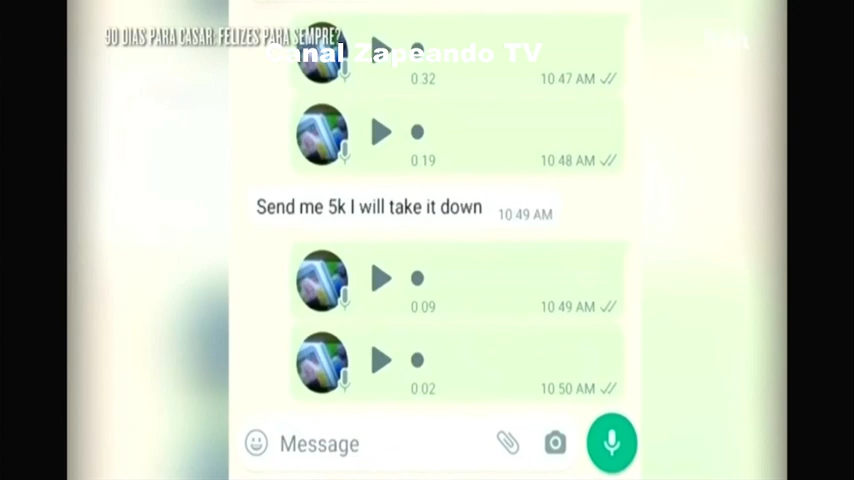 90 DIAS PARA CASAR: FELIZES PARA SEMPRE?
Canal Zapeando TV
0:32 10:47 AM
0:19 10:48 AM
Send me 5k I will take it down 10:49 AM
0:09 10:49 AM
0:02 10:50 AM
Message